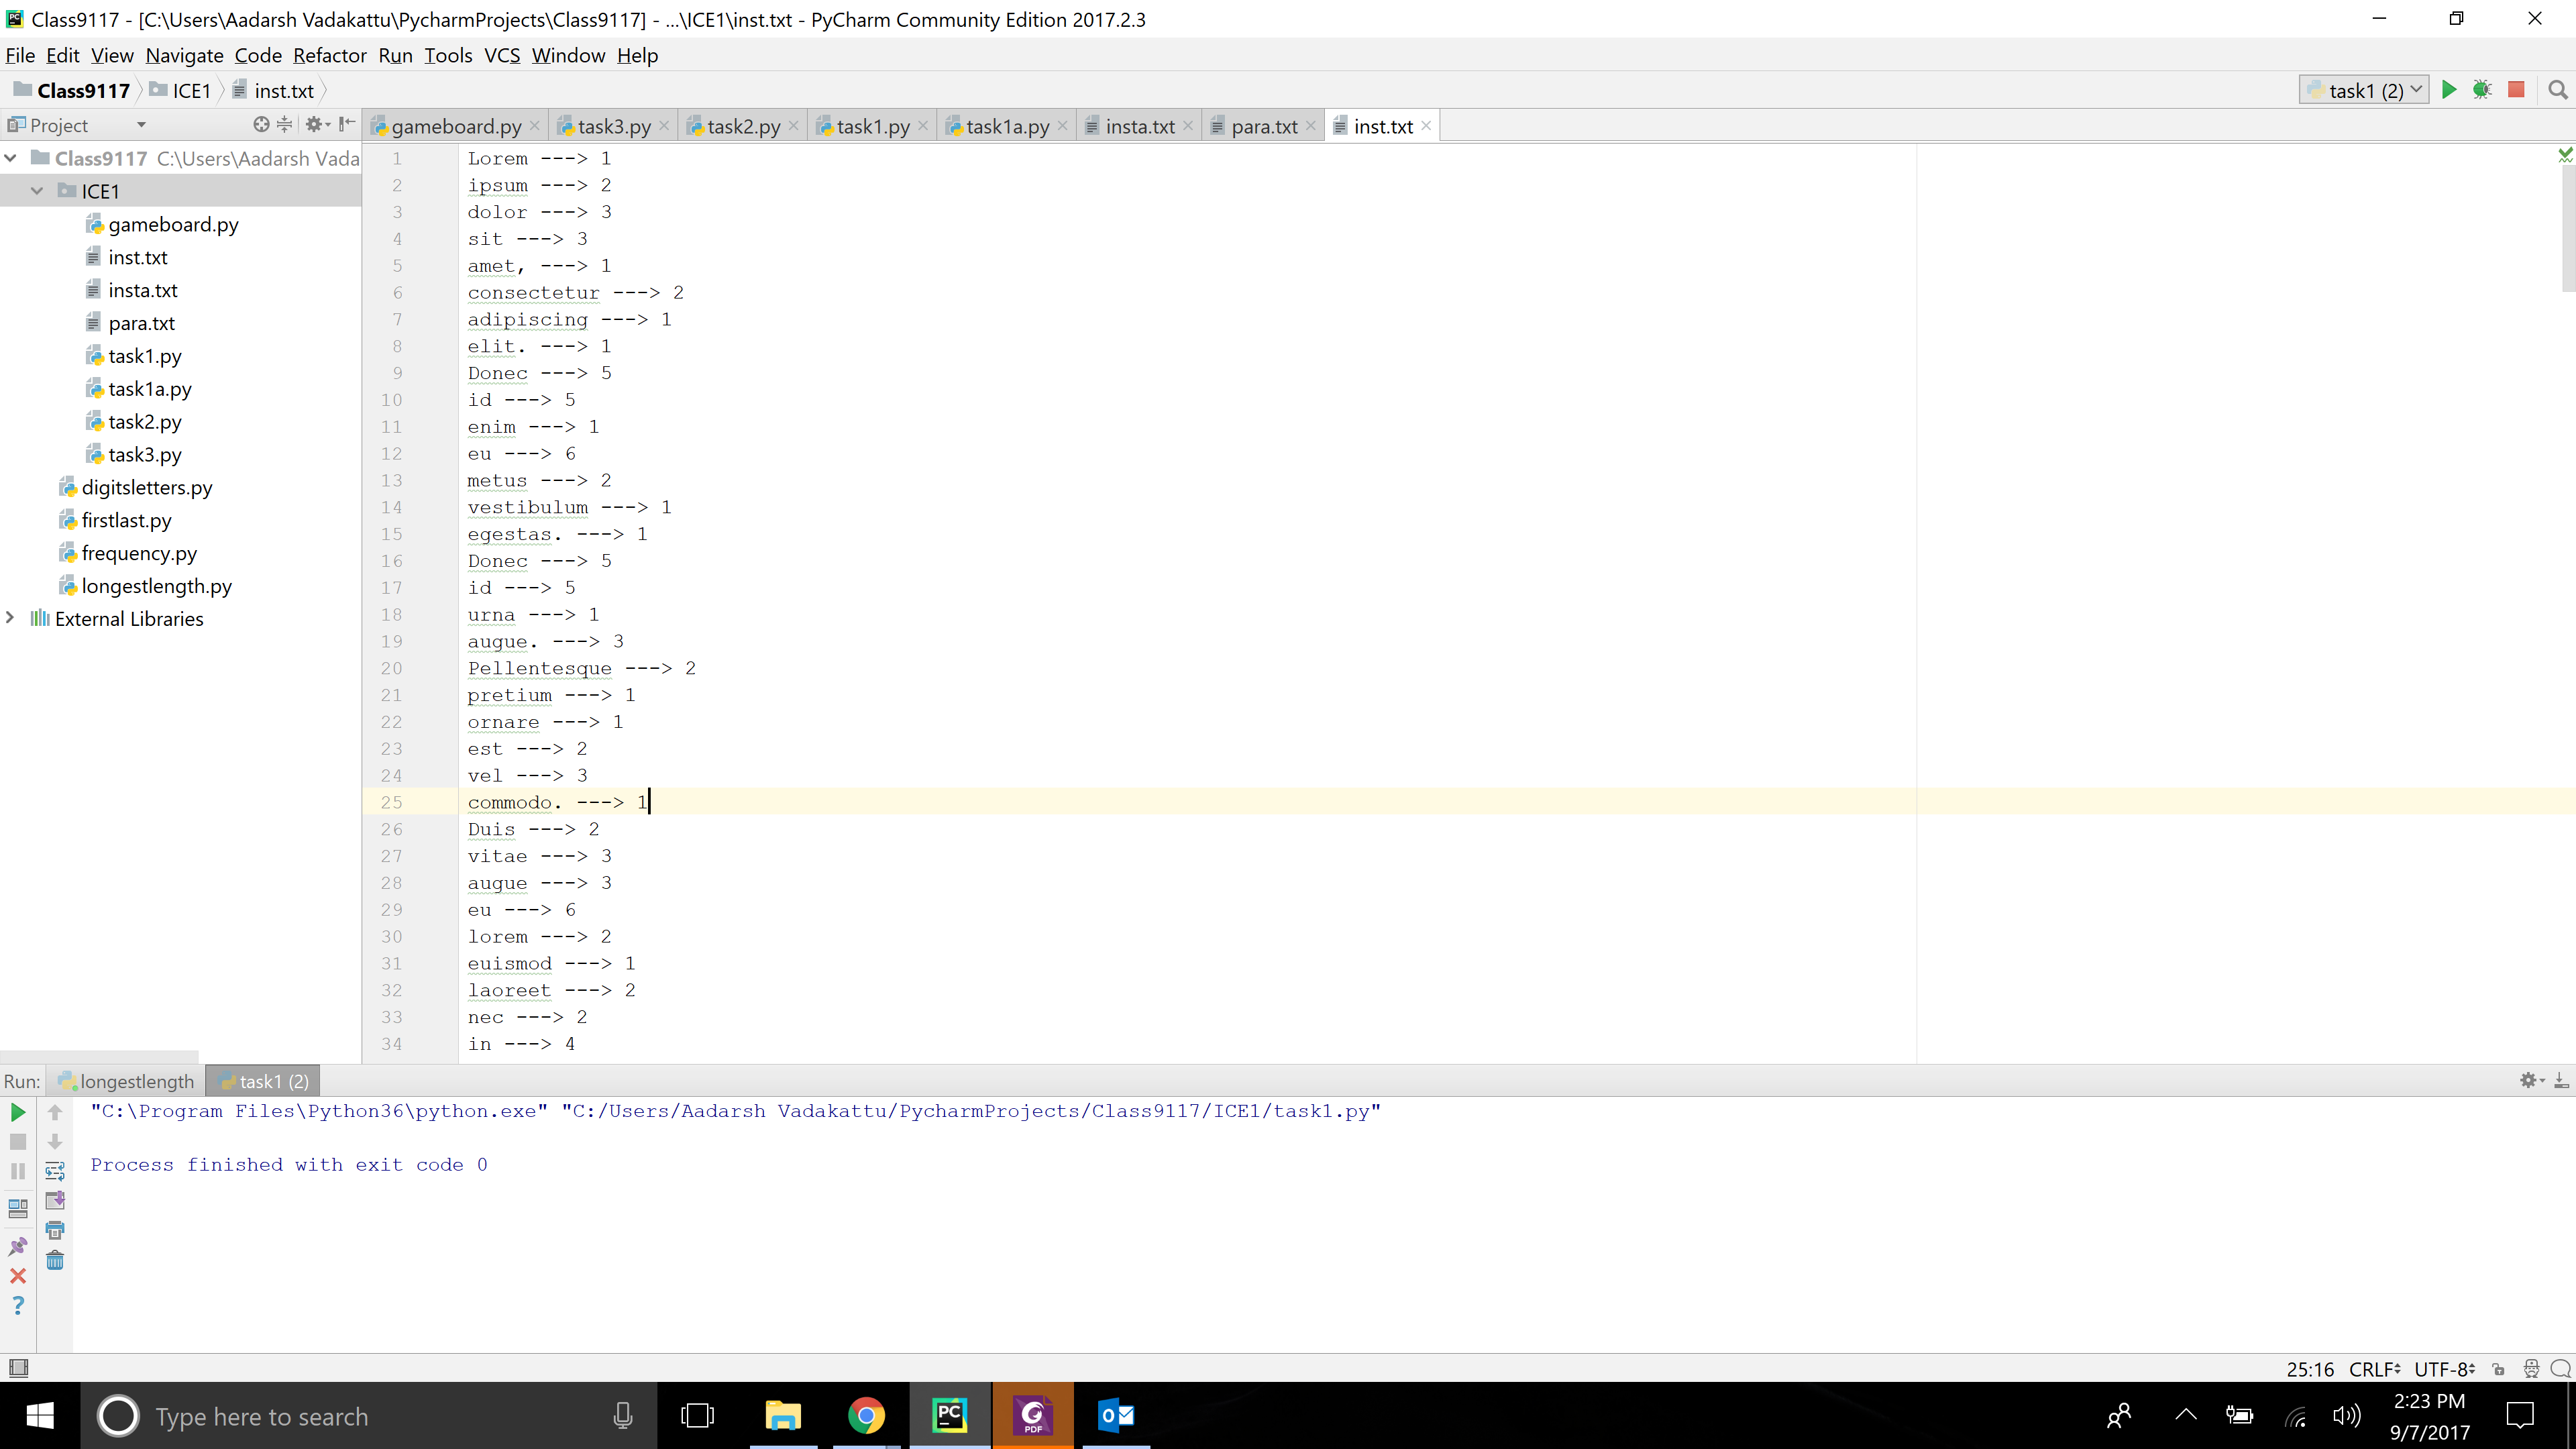 Class9117 - [C:\Users\Aadarsh Vadakattu\PycharmProjects\Class9117] - ...\ICE1\inst.txt - PyCharm Community Edition 2017.2.3
File Edit View Navigate Code Refactor Run Tools VCS Window Help
Class9117 ICE1 inst.txt task1 (2)
Project gameboard.py task3.py task2.py task1.py task1a.py insta.txt para.txt inst.txt
Class9117 C:\Users\Aadarsh Vada
ICE1
gameboard.py
inst.txt
insta.txt
para.txt
task1.py
task1a.py
task2.py
task3.py
digitsletters.py
firstlast.py
frequency.py
longestlength.py
External Libraries
1 Lorem ---> 1
2 ipsum ---> 2
3 dolor ---> 3
4 sit ---> 3
5 amet, ---> 1
6 consectetur ---> 2
7 adipiscing ---> 1
8 elit. ---> 1
9 Donec ---> 5
10 id ---> 5
11 enim ---> 1
12 eu ---> 6
13 metus ---> 2
14 vestibulum ---> 1
15 egestas. ---> 1
16 Donec ---> 5
17 id ---> 5
18 urna ---> 1
19 augue. ---> 3
20 Pellentesque ---> 2
21 pretium ---> 1
22 ornare ---> 1
23 est ---> 2
24 vel ---> 3
25 commodo. ---> 1
26 Duis ---> 2
27 vitae ---> 3
28 augue ---> 3
29 eu ---> 6
30 lorem ---> 2
31 euismod ---> 1
32 laoreet ---> 2
33 nec ---> 2
34 in ---> 4
Run: longestlength task1 (2)
"C:\Program Files\Python36\python.exe" "C:/Users/Aadarsh Vadakattu/PycharmProjects/Class9117/ICE1/task1.py"
Process finished with exit code 0
25:16 CRLF UTF-8
Type here to search
PC
PDF
2:23 PM
9/7/2017